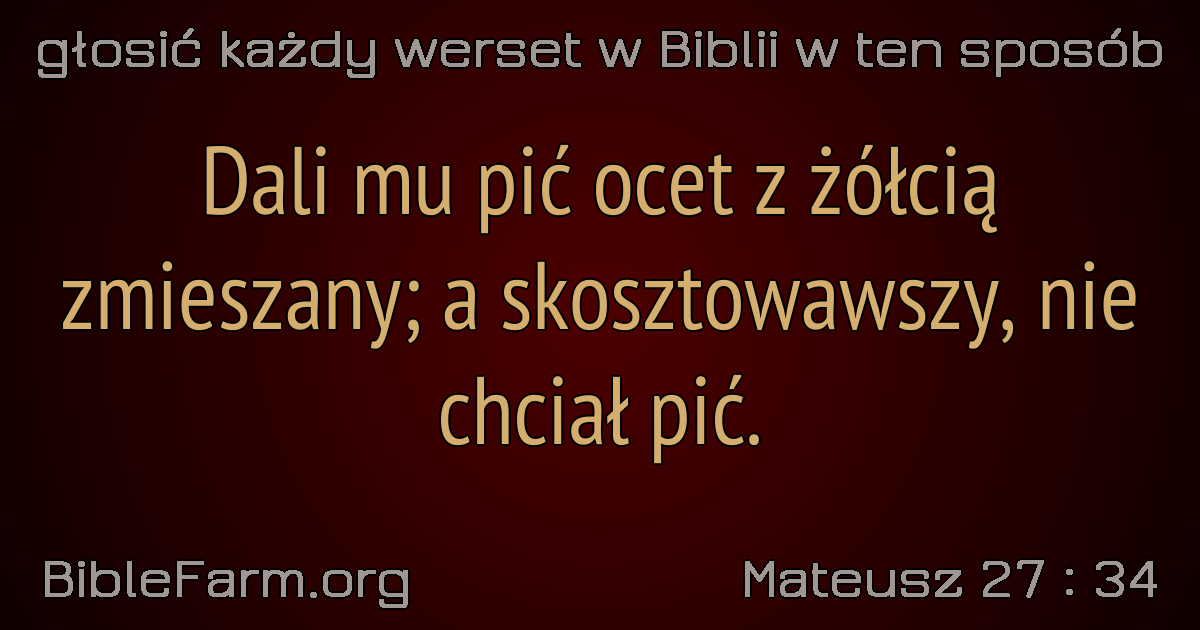 głosić każdy werset w Biblii w ten sposób
Dali mu pić ocet z żółcią
zmieszany; a skosztowawszy, nie
chciał pić.
BibleFarm.org
Mateusz 27 : 34